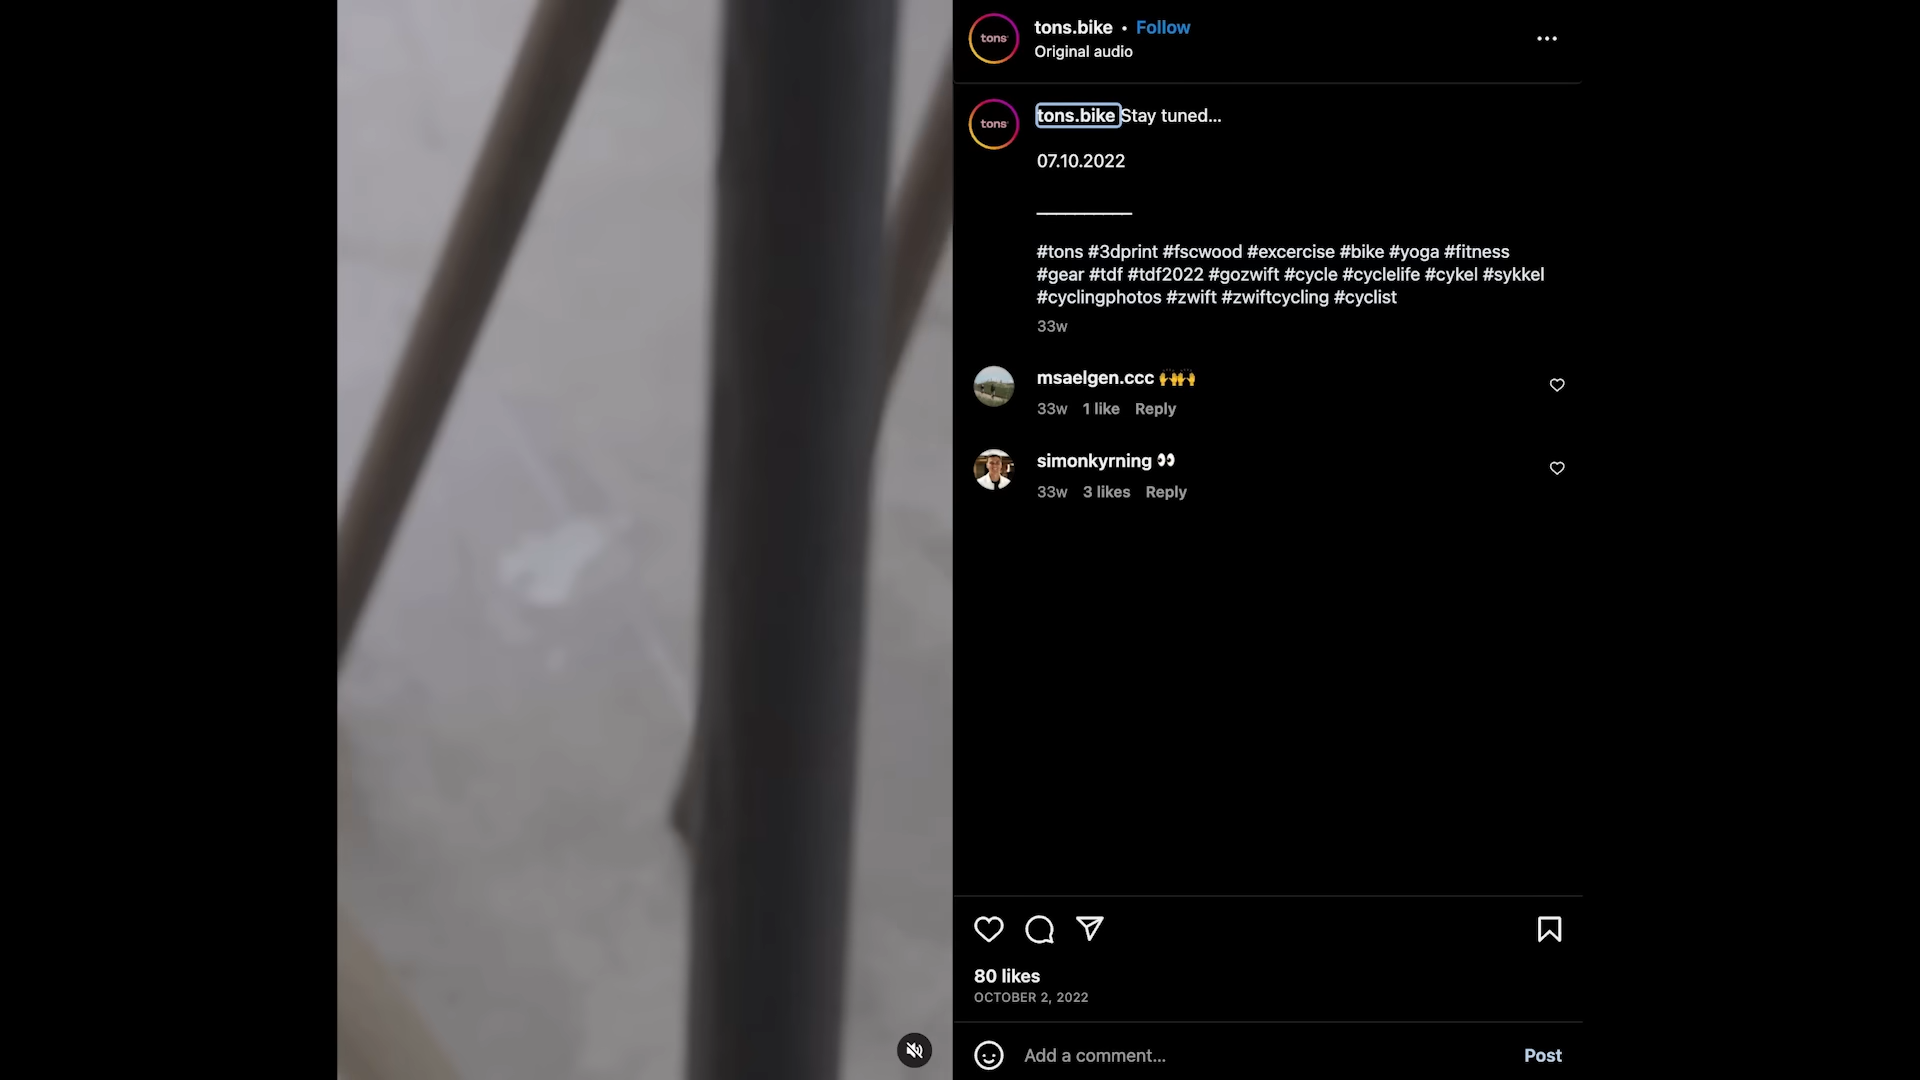 tons
tons.bike • Follow
Original audio
tons
tons.bike Stay tuned...
07.10.2022
#tons #3dprint #fscwood #excercise #bike #yoga #fitness
#gear #tdf #tdf2022 #gozwift #cycle #cyclelife #cykel #sykkel
#cyclingphotos #zwift #zwiftcycling #cyclist
33w
msaelgen.ccc 🙌🙌
33w 1 like Reply
simonkyrning 👀
33w 3 likes Reply
80 likes
OCTOBER 2, 2022
Add a comment...
Post